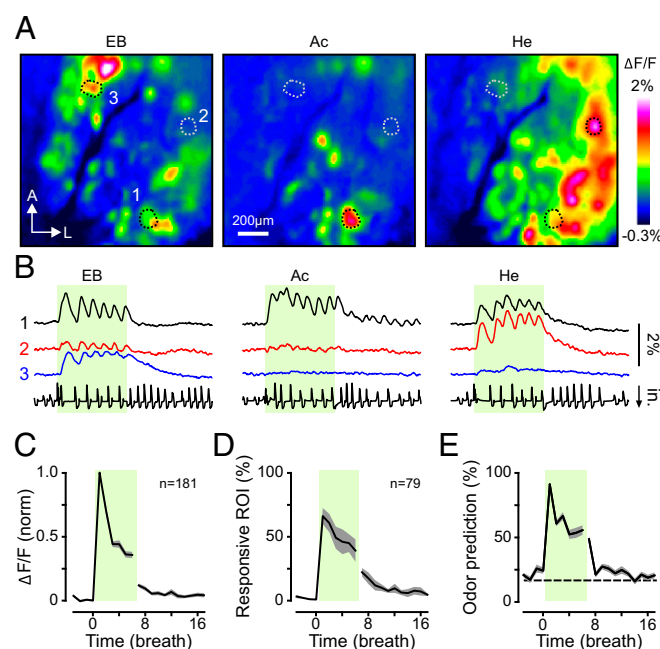 A
EB
Ac
He
ΔF/F
2%
-0.3%
3
2
1
A
L
200μm
B
EB
Ac
He
1
2
3
2%
in.
C
D
E
ΔF/F (norm)
1.0
0.5
0
n=181
0 8 16
Time (breath)
Responsive ROI (%)
100
50
0
n=79
0 8 16
Time (breath)
Odor prediction (%)
100
50
0
0 8 16
Time (breath)